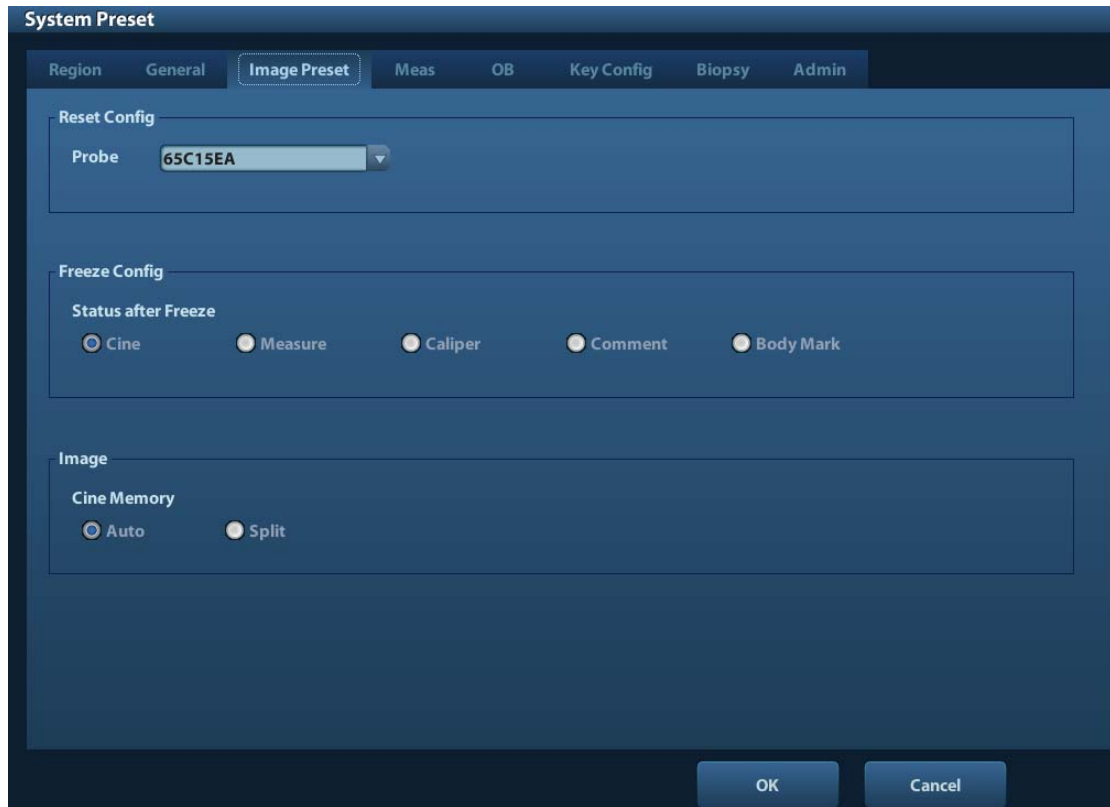 System Preset
Region General Image Preset Meas OB Key Config Biopsy Admin
Reset Config
Probe 65C15EA
Freeze Config
Status after Freeze
Cine Measure Caliper Comment Body Mark
Image
Cine Memory
Auto Split
OK Cancel